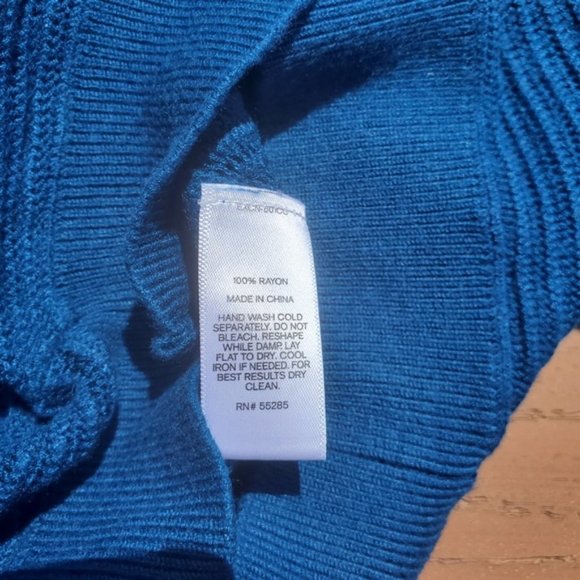 100% RAYON
MADE IN CHINA
HAND WASH COLD
SEPARATELY. DO NOT
BLEACH. RESHAPE
WHILE DAMP. LAY
FLAT TO DRY. COOL
IRON IF NEEDED. FOR
BEST RESULTS DRY
CLEAN.
RN# 55285